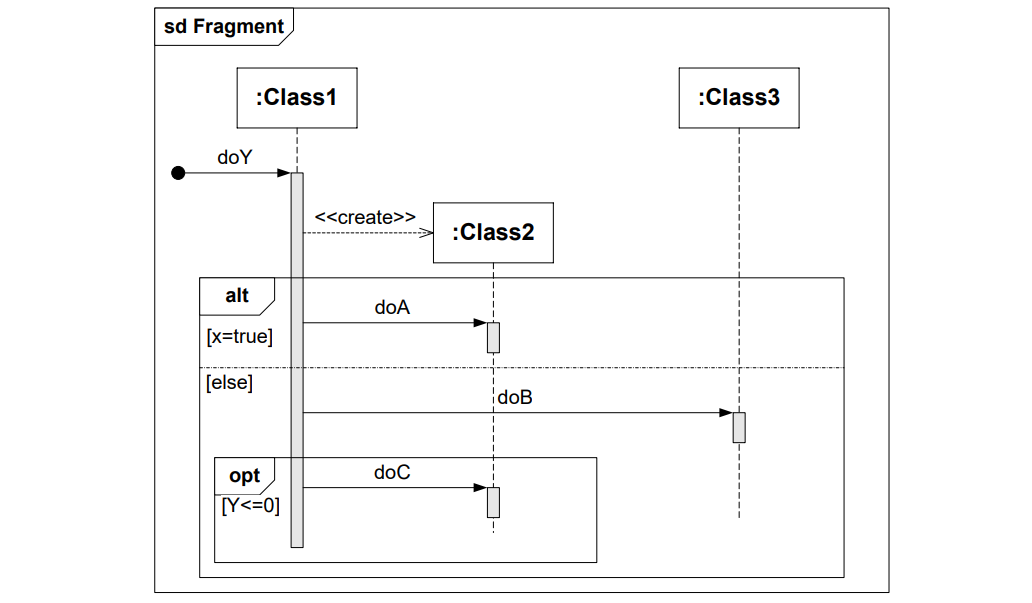 sd Fragment
:Class1
:Class3
doY
<<create>>
:Class2
alt
doA
[x=true]
[else]
doB
opt
doC
[Y<=0]